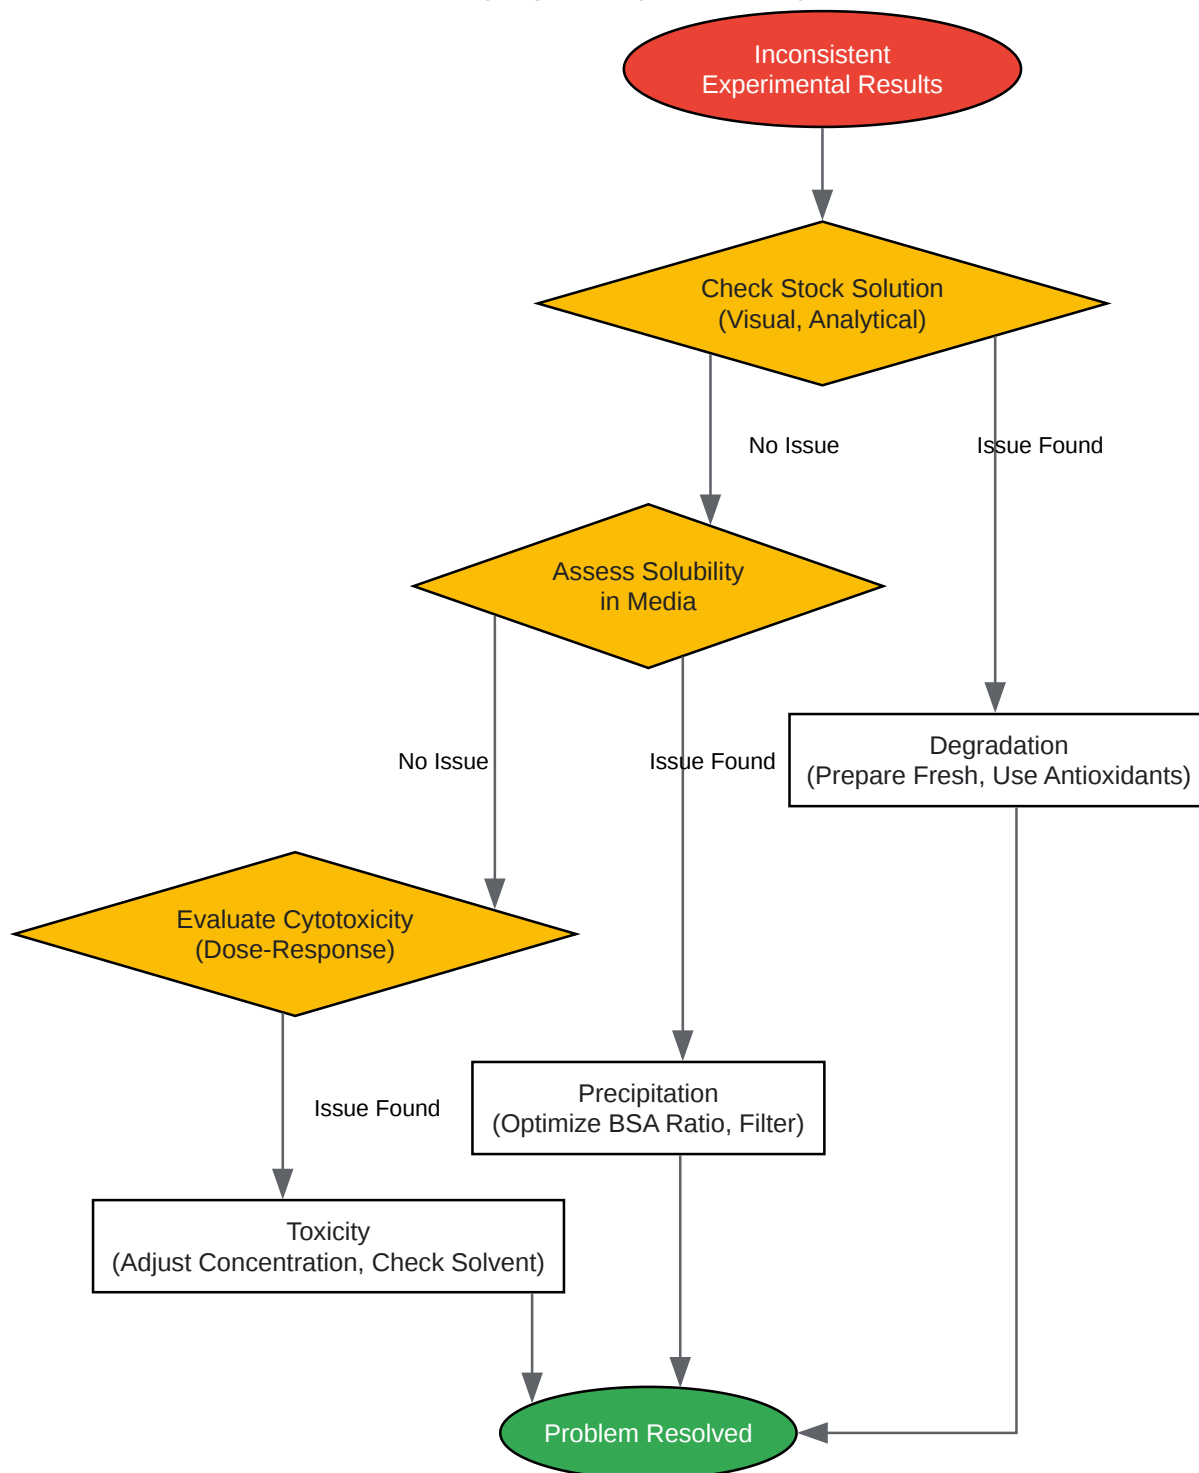 Inconsistent
Experimental Results
Check Stock Solution
(Visual, Analytical)
No Issue
Issue Found
Assess Solubility
in Media
Degradation
(Prepare Fresh, Use Antioxidants)
No Issue
Issue Found
Evaluate Cytotoxicity
(Dose-Response)
Precipitation
(Optimize BSA Ratio, Filter)
Issue Found
Toxicity
(Adjust Concentration, Check Solvent)
Problem Resolved